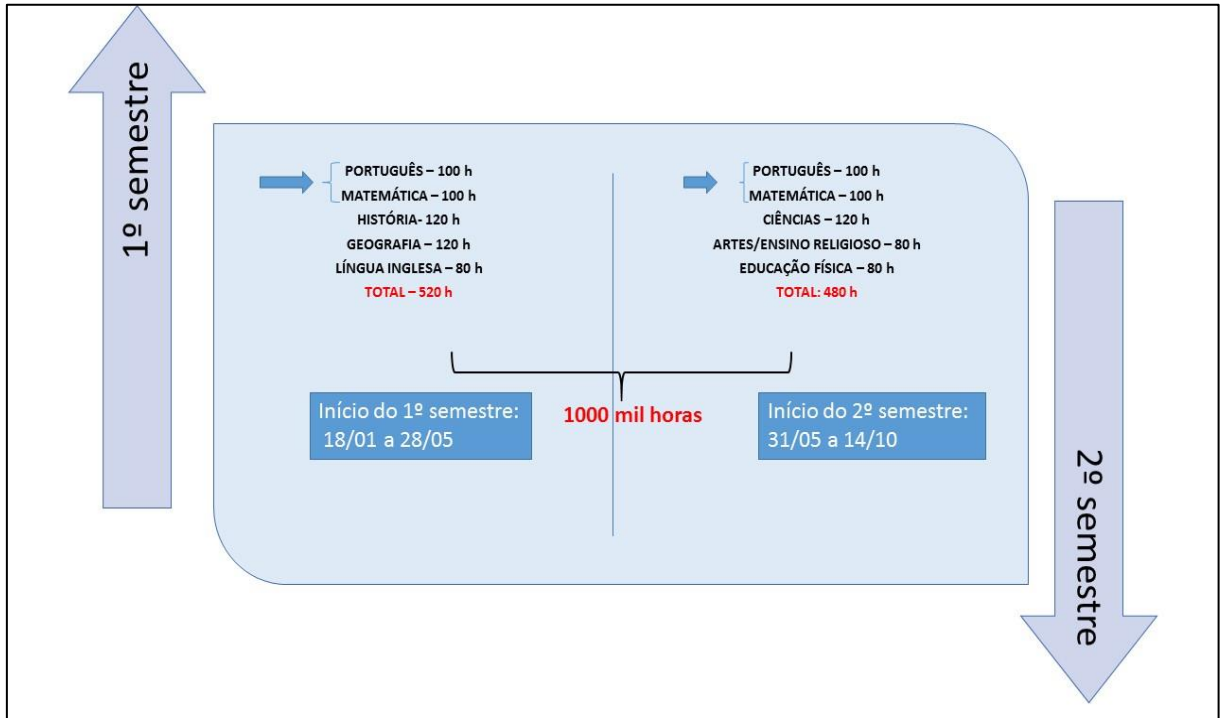 1º semestre
PORTUGUÊS – 100 h
MATEMÁTICA – 100 h
HISTÓRIA- 120 h
GEOGRAFIA – 120 h
LÍNGUA INGLESA – 80 h
TOTAL – 520 h
PORTUGUÊS – 100 h
MATEMÁTICA – 100 h
CIÊNCIAS – 120 h
ARTES/ENSINO RELIGIOSO – 80 h
EDUCAÇÃO FÍSICA – 80 h
TOTAL: 480 h
Início do 1º semestre:
18/01 a 28/05
1000 mil horas
Início do 2º semestre:
31/05 a 14/10
2º semestre